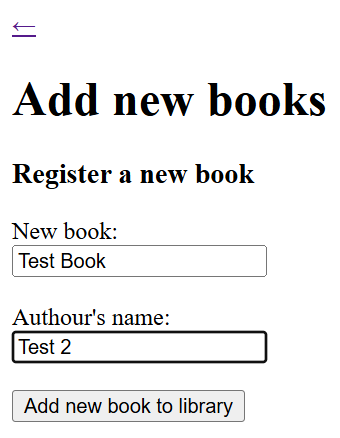 ←
Add new books
Register a new book
New book:
Test Book
Authour's name:
Test 2
Add new book to library